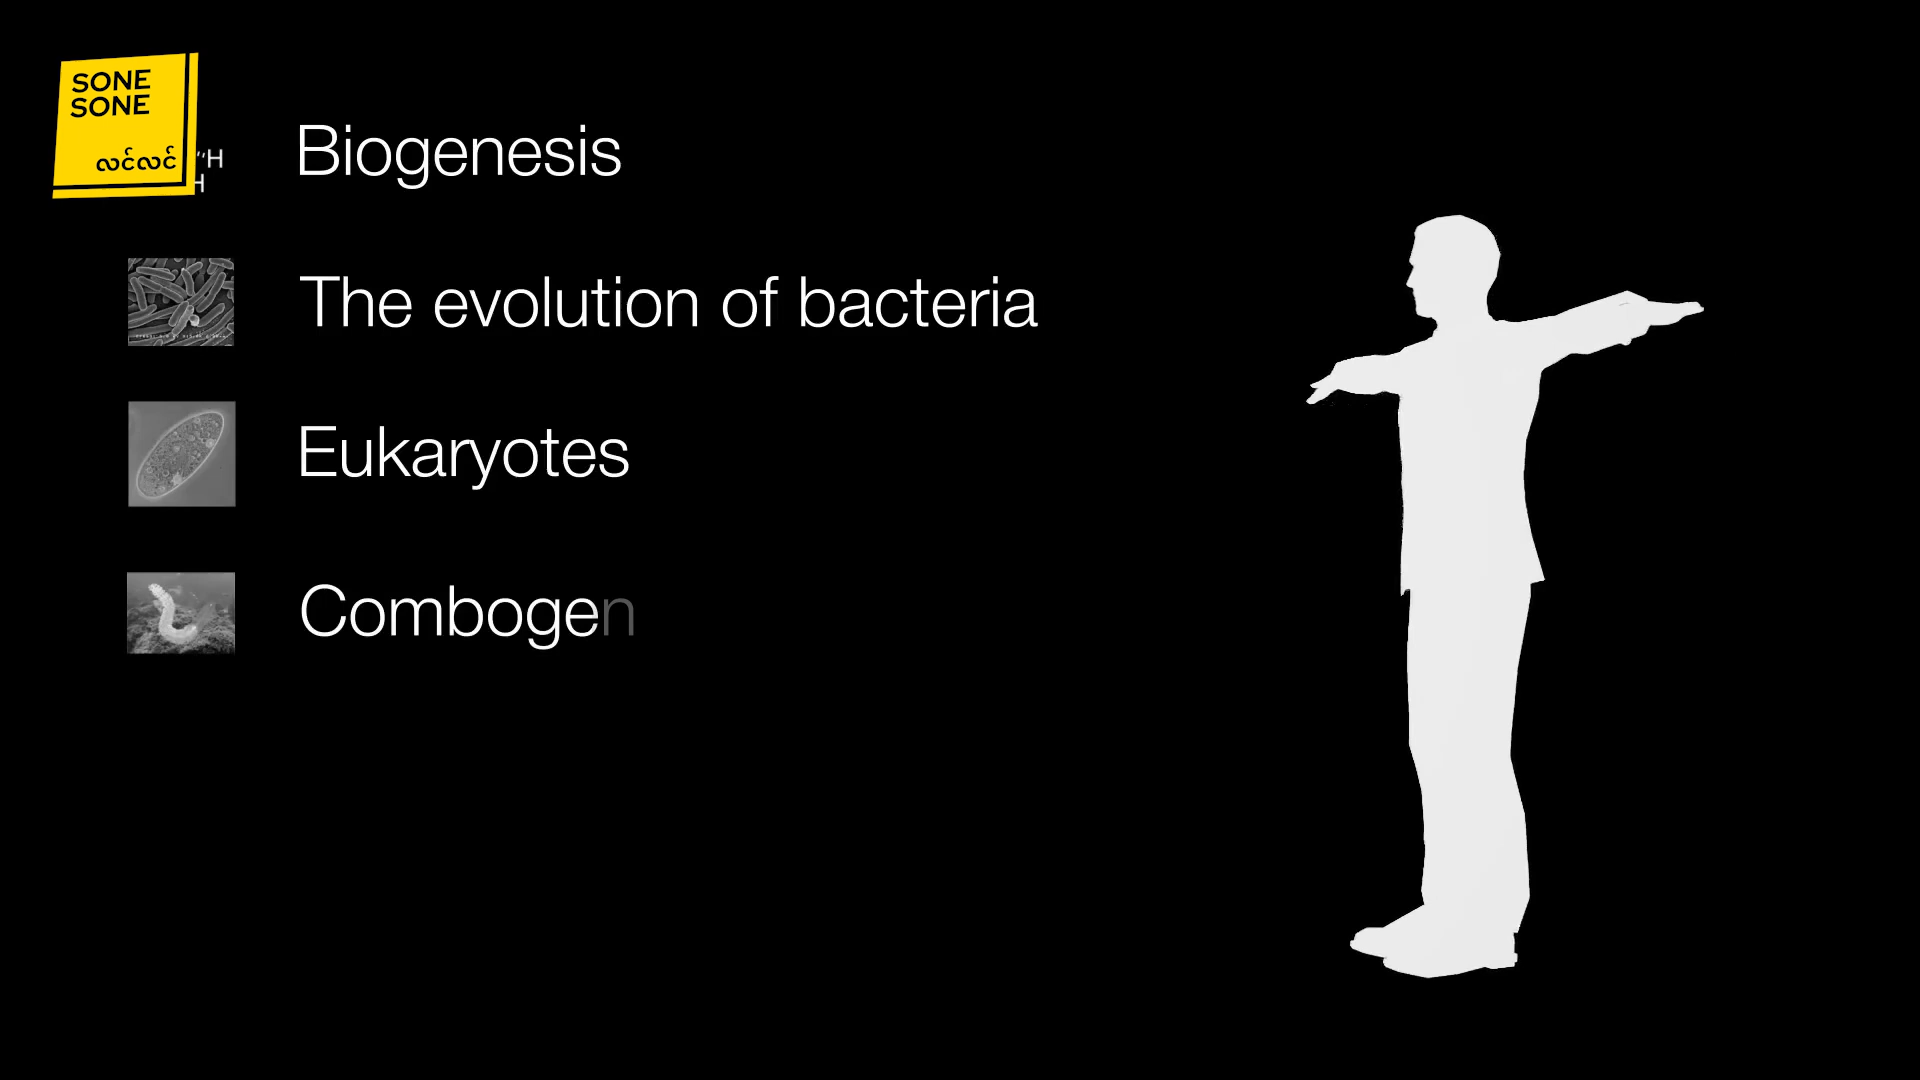 SONE
SONE
လင်းလင်း
H
H
Biogenesis
The evolution of bacteria
Eukaryotes
Combogen